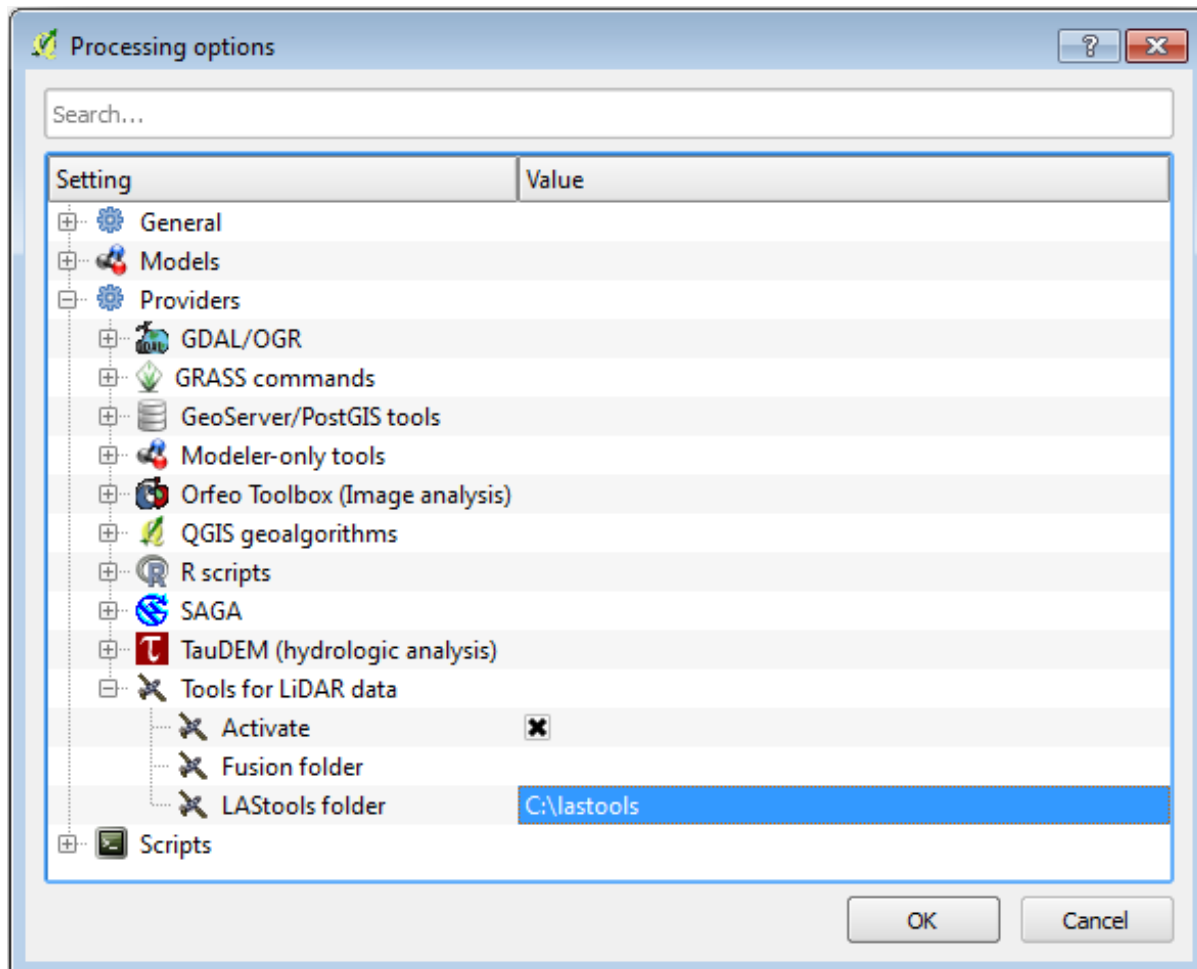 Processing options
Search...
Setting Value
General
Models
Providers
GDAL/OGR
GRASS commands
GeoServer/PostGIS tools
Modeler-only tools
Orfeo Toolbox (Image analysis)
QGIS geoalgorithms
R scripts
SAGA
TauDEM (hydrologic analysis)
Tools for LiDAR data
Activate
Fusion folder
LAStools folder C:\lastools
Scripts
OK Cancel